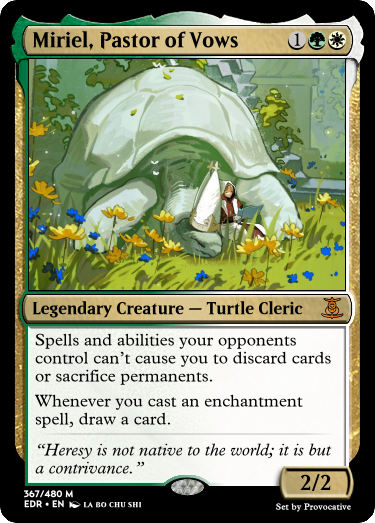 Miriel, Pastor of Vows 1
Legendary Creature — Turtle Cleric
Spells and abilities your opponents
control can't cause you to discard cards
or sacrifice permanents.
Whenever you cast an enchantment
spell, draw a card.
“Heresy is not native to the world; it is but
a contrivance.”
2/2
367/480 M
EDR • EN LA BO CHU SHI
Set by Provocative